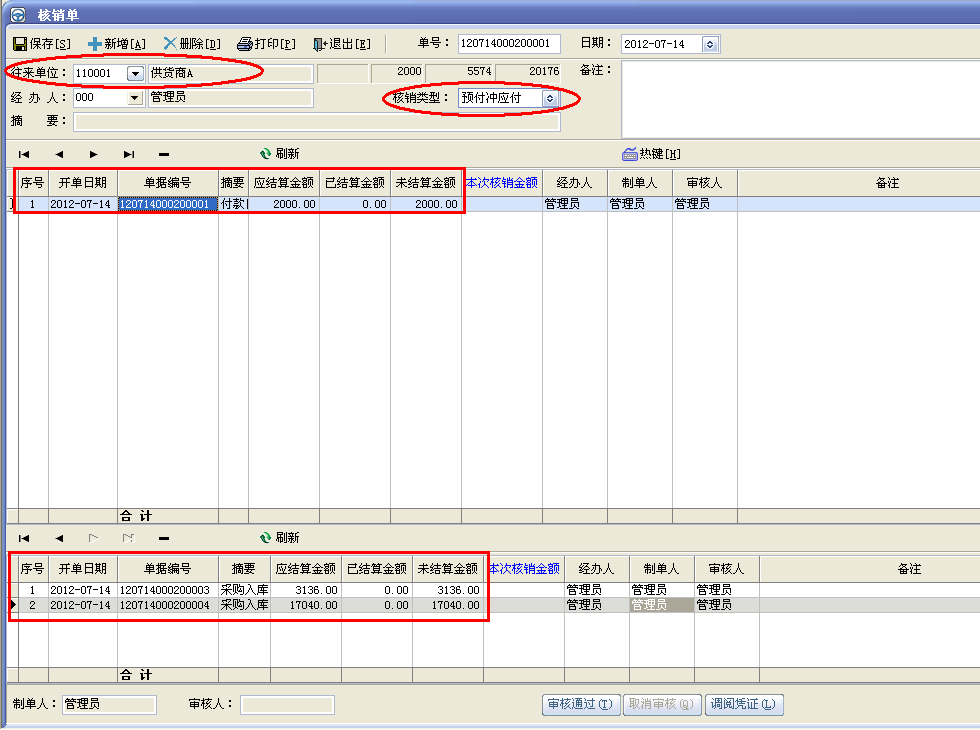 核销单
保存[S] 新增[A] 删除[D] 打印[P] 退出[E] 单号： 120714000200001 日期： 2012-07-14
往来单位： 110001 供货商A 2000 5574 20176 备注：
经 办 人： 000 管理员 核销类型： 预付冲应付
摘 要：
刷新 热键[H]
序号 开单日期 单据编号 摘要 应结算金额 已结算金额 未结算金额 本次核销金额 经办人 制单人 审核人 备注
1 2012-07-14 120714000200001 付款 2000.00 0.00 2000.00 管理员 管理员 管理员
合 计
刷新
序号 开单日期 单据编号 摘要 应结算金额 已结算金额 未结算金额 本次核销金额 经办人 制单人 审核人 备注
1 2012-07-14 120714000200003 采购入库 3136.00 0.00 3136.00 管理员 管理员 管理员
2 2012-07-14 120714000200004 采购入库 17040.00 0.00 17040.00 管理员 管理员 管理员
合 计
制单人： 管理员 审核人： 审核通过(T) 取消审核(Q) 调阅凭证(L)